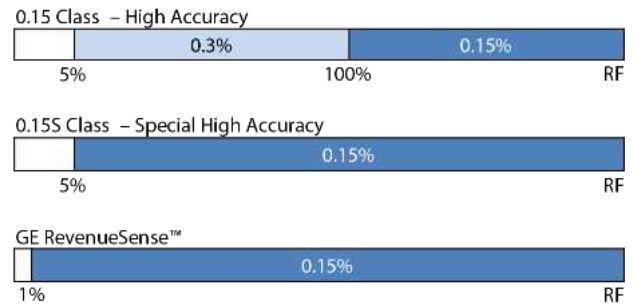 0.15 Class – High Accuracy
0.3% 0.15%
5% 100% RF
0.15S Class – Special High Accuracy
0.15%
5% RF
GE RevenueSense™
0.15%
1% RF